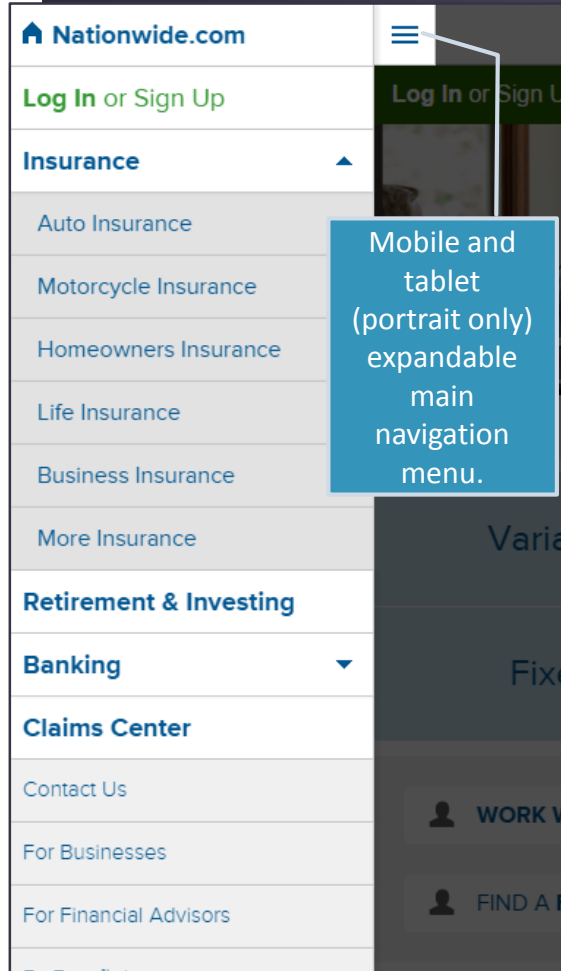 Nationwide.com
Log In or Sign Up
Insurance
Auto Insurance
Motorcycle Insurance
Homeowners Insurance
Life Insurance
Business Insurance
More Insurance
Retirement & Investing
Banking
Claims Center
Contact Us
For Businesses
For Financial Advisors
Log In or Sign U
Mobile and
tablet
(portrait only)
expandable
main
navigation
menu.
Varia
Fixe
WORK W
FIND A